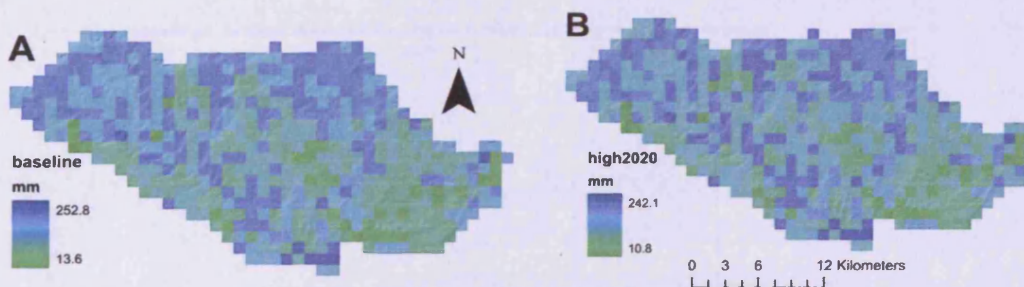 A
N
baseline
mm
252.8
13.6
B
high2020
mm
242.1
10.8
0 3 6 12 Kilometers